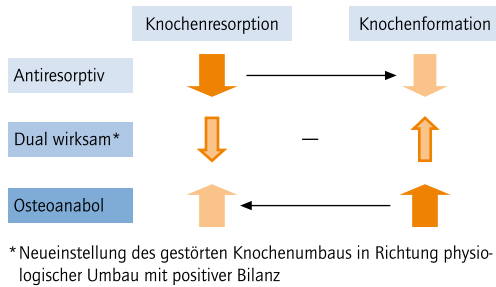 Knochenresorption
Knochenformation
Antiresorptiv
Dual wirksam*
–
Osteoanabol
* Neueinstellung des gestörten Knochenumbaus in Richtung physio-
logischer Umbau mit positiver Bilanz